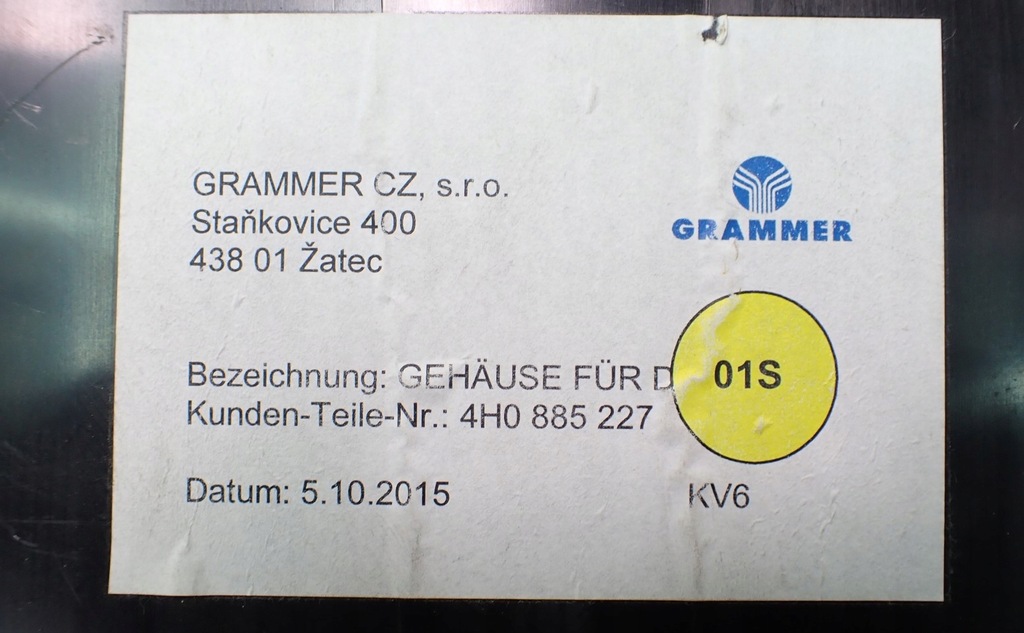 GRAMMER CZ, s.r.o.
Staňkovice 400
438 01 Žatec
GRAMMER
Bezeichnung: GEHÄUSE FÜR D
01S
Kunden-Teile-Nr.: 4H0 885 227
Datum: 5.10.2015
KV6